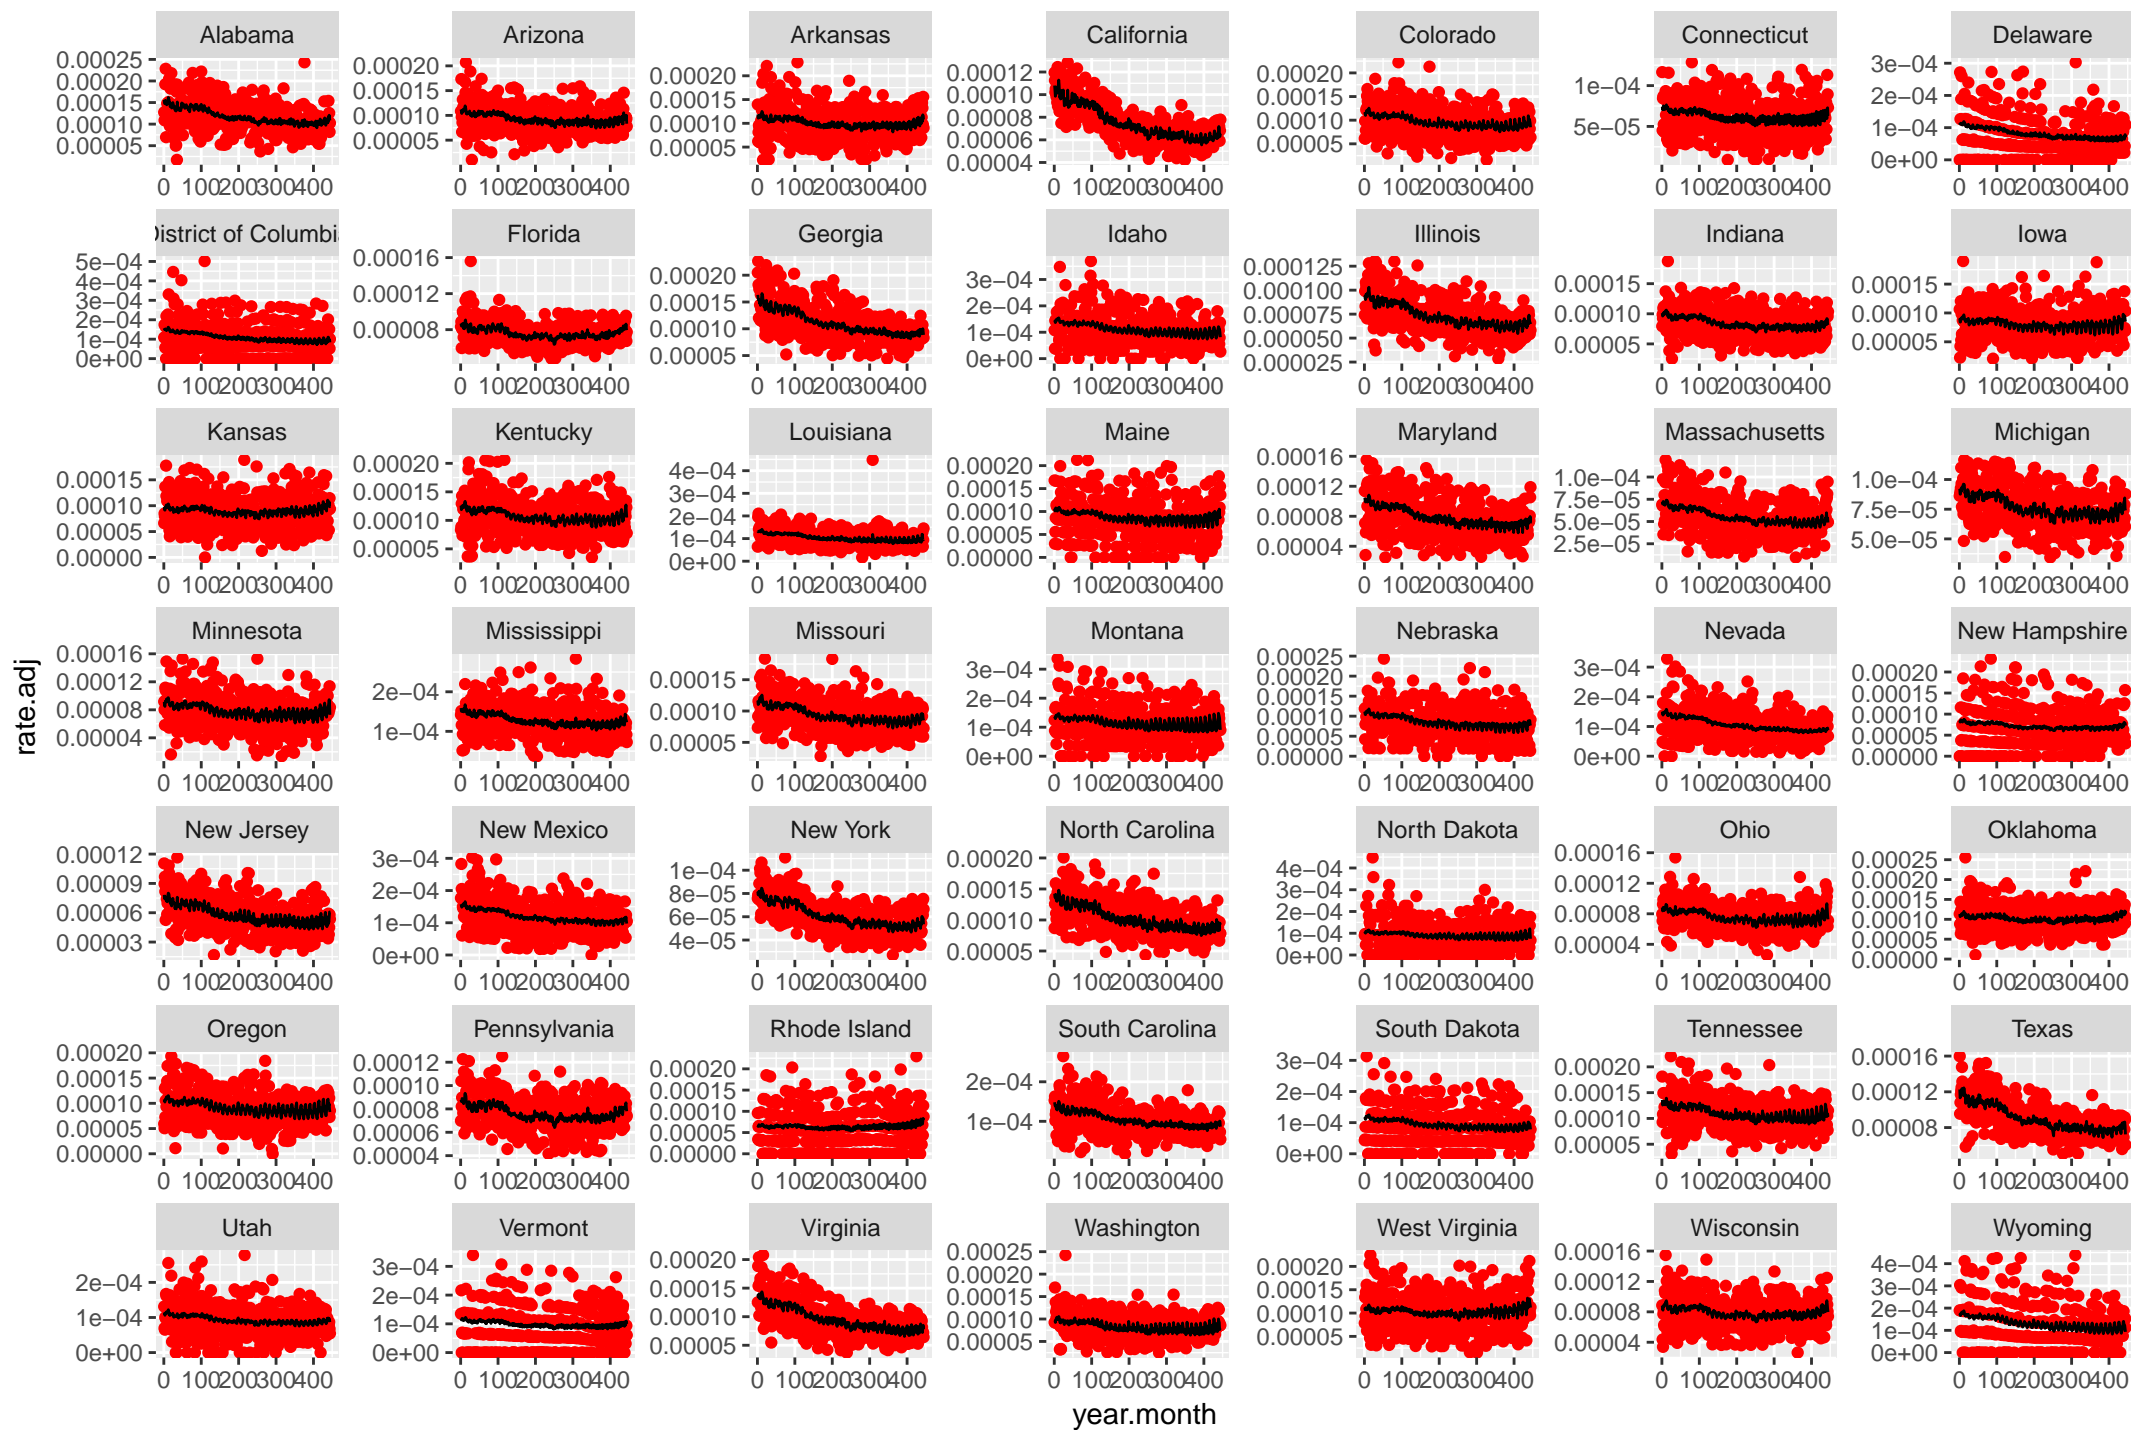 Alabama
0.00025
0.00020
0.00015
0.00010
0.00005
0 100200300400
Arizona
0.00020
0.00015
0.00010
0.00005
0 100200300400
Arkansas
0.00020
0.00015
0.00010
0.00005
0 100200300400
California
0.00012
0.00010
0.00008
0.00006
0.00004
0 100200300400
Colorado
0.00020
0.00015
0.00010
0.00005
0 100200300400
Connecticut
1e−04
5e−05
0 100200300400
Delaware
3e−04
2e−04
1e−04
0e+00
0 100200300400
District of Columbia
5e−04
4e−04
3e−04
2e−04
1e−04
0e+00
0 100200300400
Florida
0.00016
0.00012
0.00008
0 100200300400
Georgia
0.00020
0.00015
0.00010
0.00005
0 100200300400
Idaho
3e−04
2e−04
1e−04
0e+00
0 100200300400
Illinois
0.000125
0.000100
0.000075
0.000050
0.000025
0 100200300400
Indiana
0.00015
0.00010
0.00005
0 100200300400
Iowa
0.00015
0.00010
0.00005
0 100200300400
Kansas
0.00015
0.00010
0.00005
0.00000
0 100200300400
Kentucky
0.00020
0.00015
0.00010
0.00005
0 100200300400
Louisiana
4e−04
3e−04
2e−04
1e−04
0e+00
0 100200300400
Maine
0.00020
0.00015
0.00010
0.00005
0.00000
0 100200300400
Maryland
0.00016
0.00012
0.00008
0.00004
0 100200300400
Massachusetts
1.0e−04
7.5e−05
5.0e−05
2.5e−05
0 100200300400
Michigan
1.0e−04
7.5e−05
5.0e−05
0 100200300400
rate.adj
Minnesota
0.00016
0.00012
0.00008
0.00004
0 100200300400
Mississippi
2e−04
1e−04
0 100200300400
Missouri
0.00015
0.00010
0.00005
0 100200300400
Montana
3e−04
2e−04
1e−04
0e+00
0 100200300400
Nebraska
0.00025
0.00020
0.00015
0.00010
0.00005
0.00000
0 100200300400
Nevada
3e−04
2e−04
1e−04
0e+00
0 100200300400
New Hampshire
0.00020
0.00015
0.00010
0.00005
0.00000
0 100200300400
New Jersey
0.00012
0.00009
0.00006
0.00003
0 100200300400
New Mexico
3e−04
2e−04
1e−04
0e+00
0 100200300400
New York
1e−04
8e−05
6e−05
4e−05
0 100200300400
North Carolina
0.00020
0.00015
0.00010
0.00005
0 100200300400
North Dakota
4e−04
3e−04
2e−04
1e−04
0e+00
0 100200300400
Ohio
0.00016
0.00012
0.00008
0.00004
0 100200300400
Oklahoma
0.00025
0.00020
0.00015
0.00010
0.00005
0.00000
0 100200300400
Oregon
0.00020
0.00015
0.00010
0.00005
0.00000
0 100200300400
Pennsylvania
0.00012
0.00010
0.00008
0.00006
0.00004
0 100200300400
Rhode Island
0.00020
0.00015
0.00010
0.00005
0.00000
0 100200300400
South Carolina
2e−04
1e−04
0 100200300400
South Dakota
3e−04
2e−04
1e−04
0e+00
0 100200300400
Tennessee
0.00020
0.00015
0.00010
0.00005
0 100200300400
Texas
0.00016
0.00012
0.00008
0 100200300400
Utah
2e−04
1e−04
0e+00
0 100200300400
Vermont
3e−04
2e−04
1e−04
0e+00
0 100200300400
Virginia
0.00020
0.00015
0.00010
0.00005
0 100200300400
Washington
0.00025
0.00020
0.00015
0.00010
0.00005
0 100200300400
West Virginia
0.00020
0.00015
0.00010
0.00005
0 100200300400
Wisconsin
0.00016
0.00012
0.00008
0.00004
0 100200300400
Wyoming
4e−04
3e−04
2e−04
1e−04
0e+00
0 100200300400
year.month